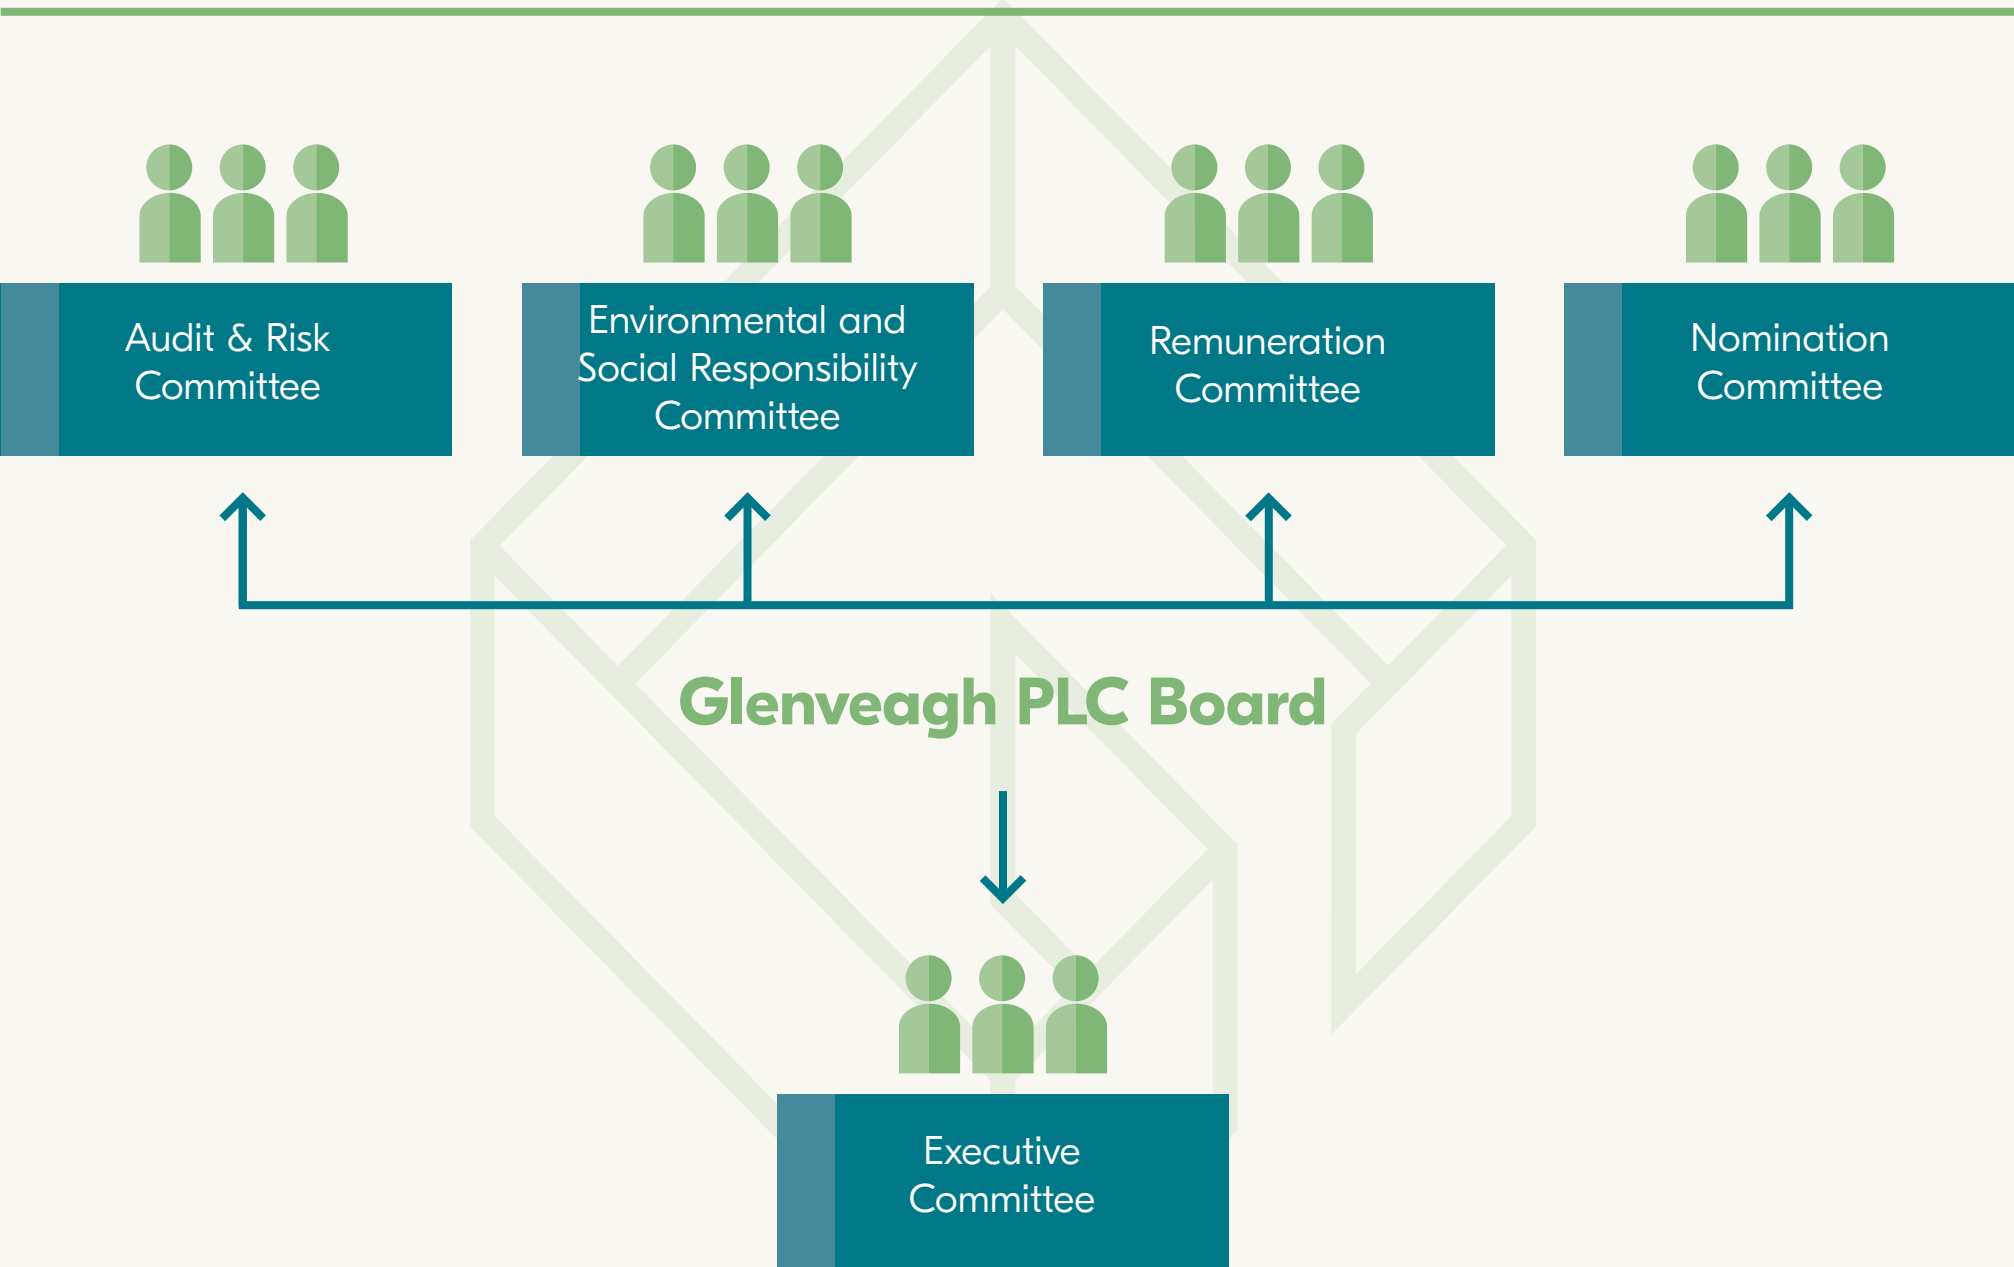 Audit & Risk
Committee
Environmental and
Social Responsibility
Committee
Remuneration
Committee
Nomination
Committee
Glenveagh PLC Board
Executive
Committee